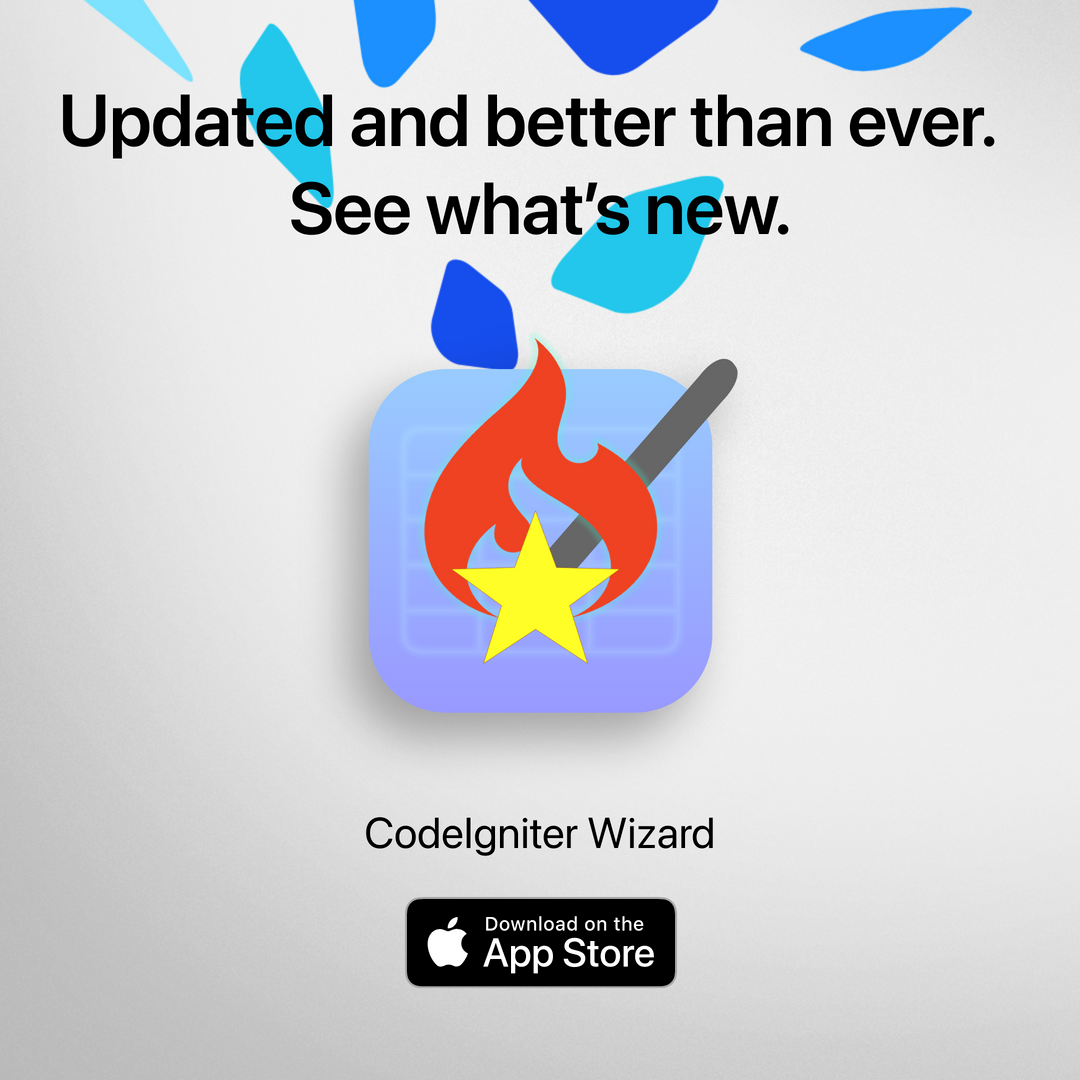 Updated and better than ever.
See what’s new.
CodeIgniter Wizard
Download on the
App Store